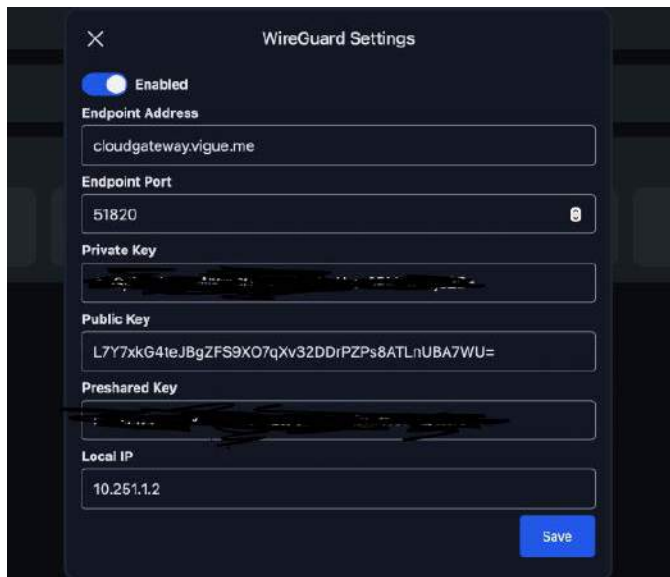 WireGuard Settings
Enabled
Endpoint Address
cloudgateway.vigue.me
Endpoint Port
51820
Private Key
Public Key
L7Y7xkG4teJBgZFS9XO7qXv32DDrPZPs8ATLnUBA7WU=
Preshared Key
Local IP
10.251.1.2
Save